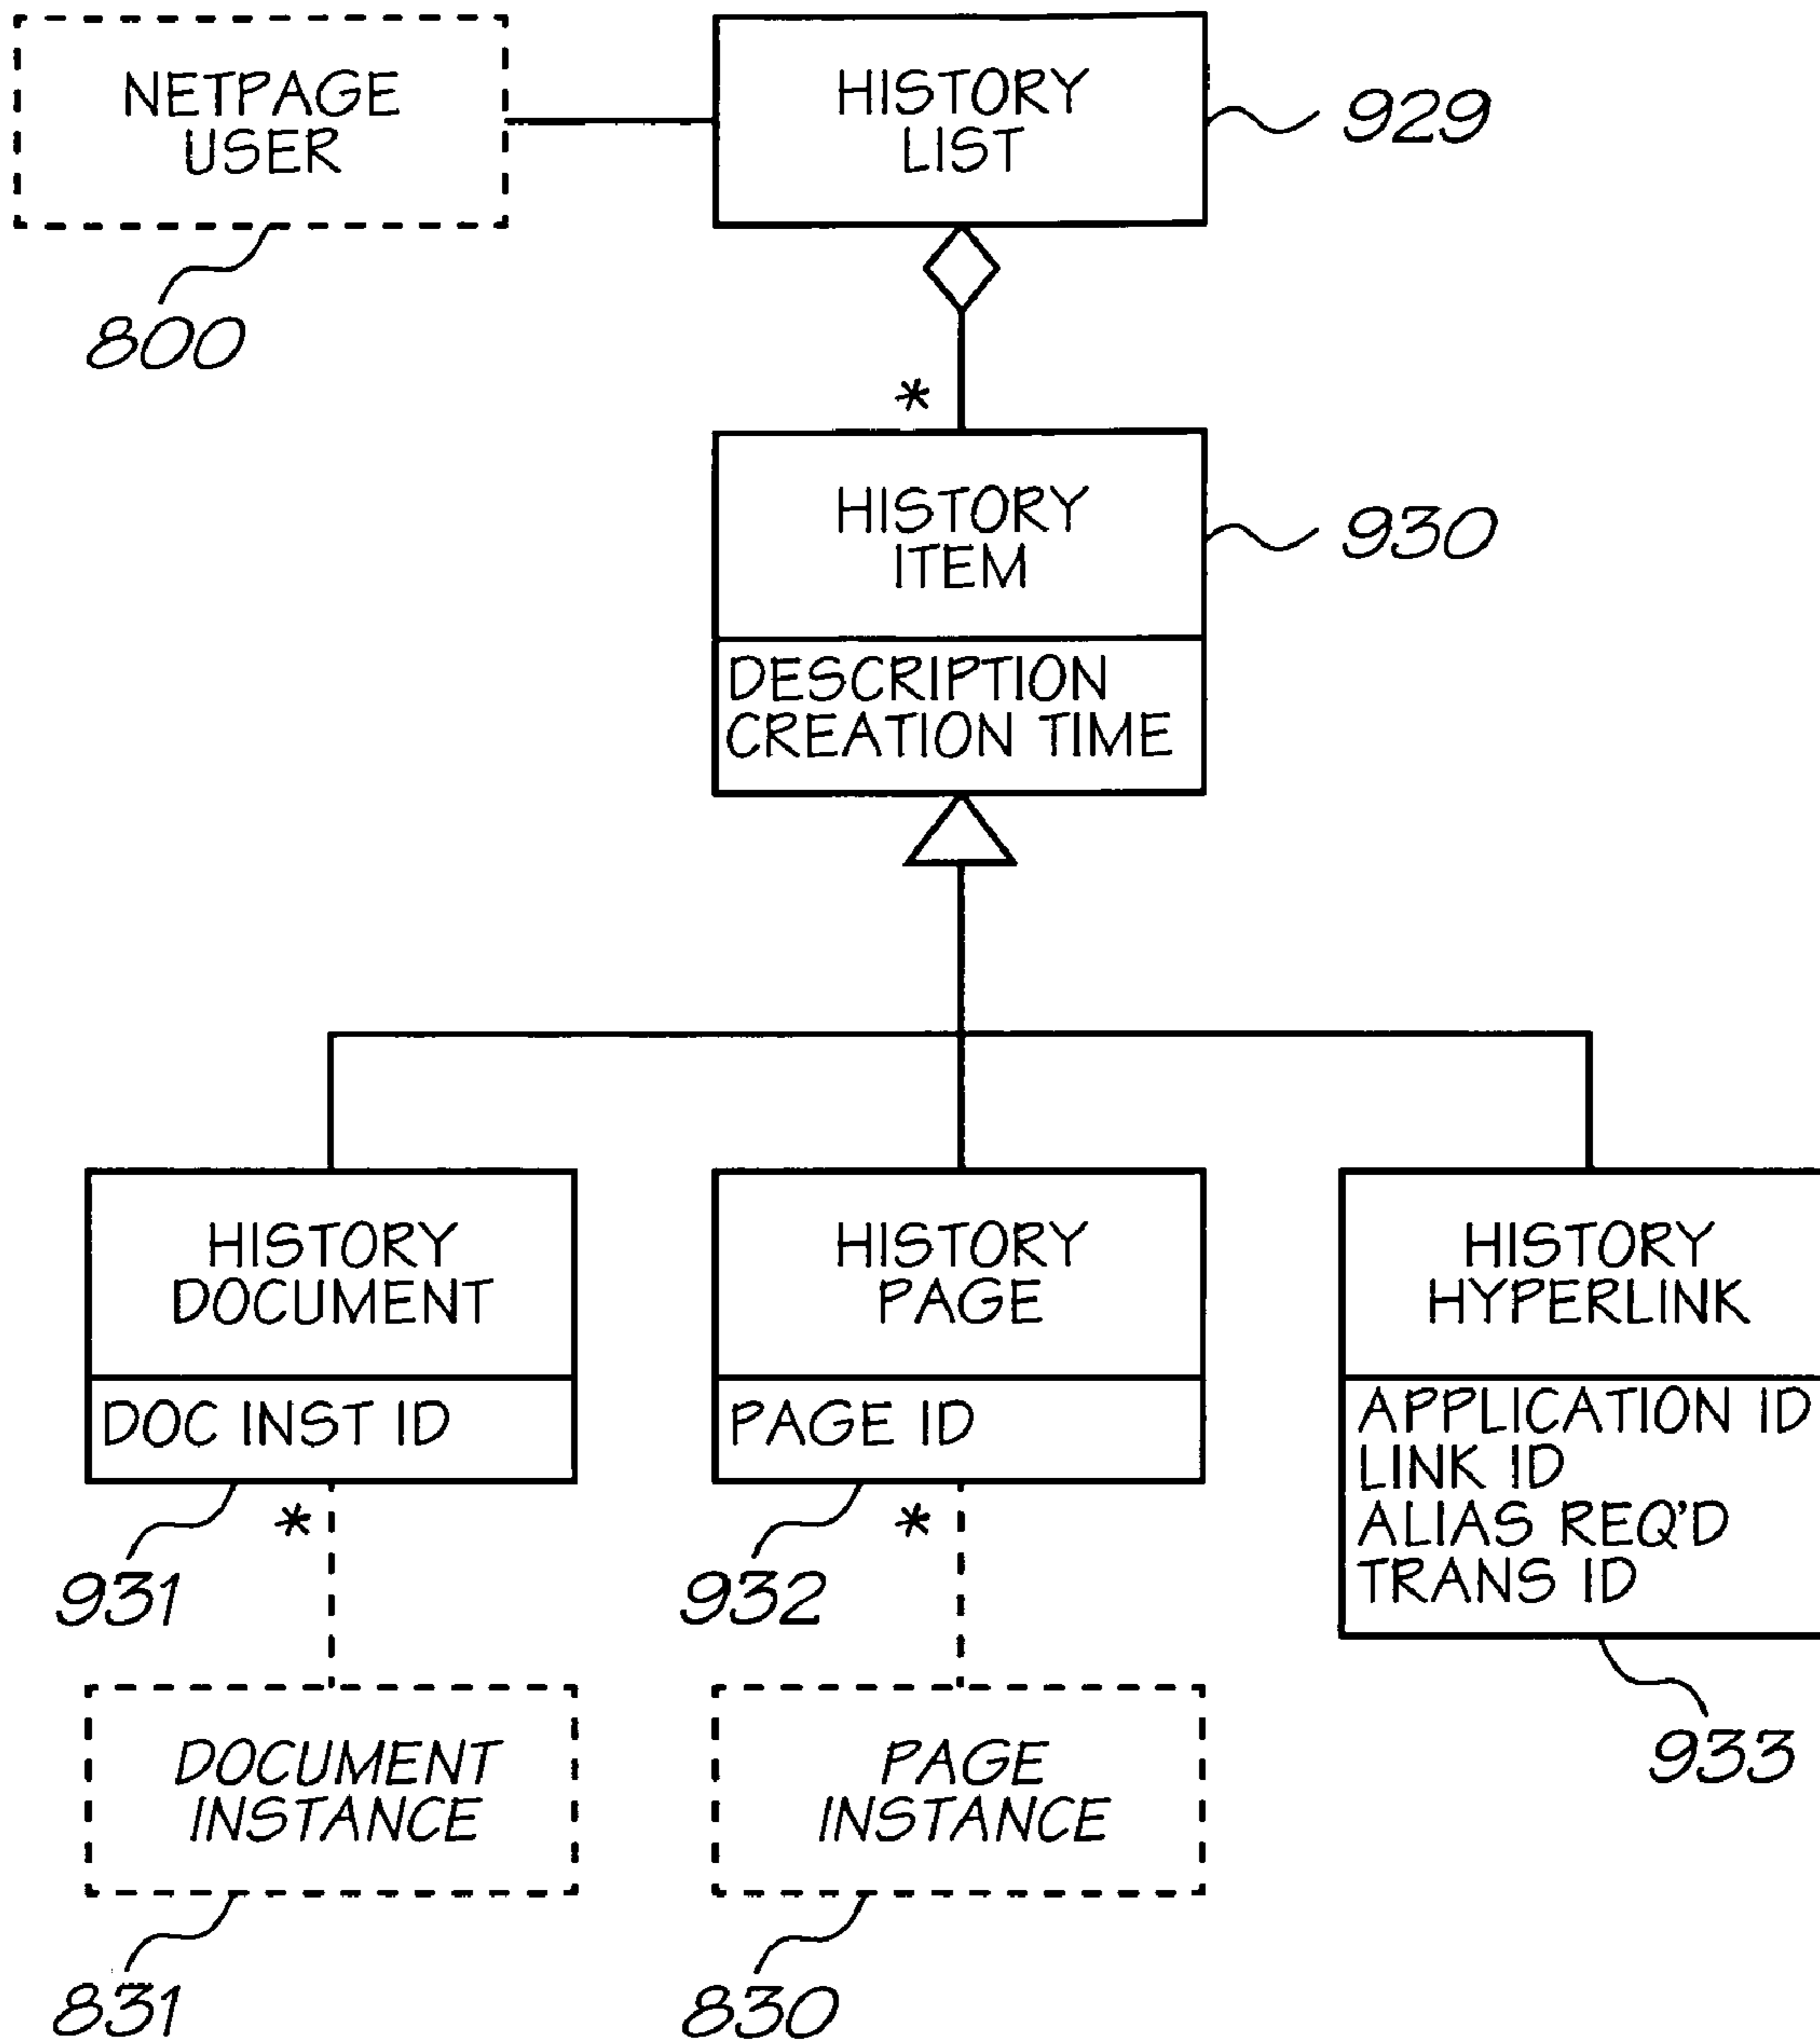 NETPAGE
USER
800
HISTORY
LIST
929
*
HISTORY
ITEM
930
DESCRIPTION
CREATION TIME
HISTORY
DOCUMENT
DOC INST ID
931
*
HISTORY
PAGE
PAGE ID
932
*
HISTORY
HYPERLINK
APPLICATION ID
LINK ID
ALIAS REQ'D
TRANS ID
933
DOCUMENT
INSTANCE
831
PAGE
INSTANCE
830